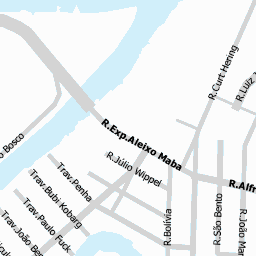 R.Curt Hering
R.Luiz
R.Exp.Aleixo Maba
R.Júlio Wippel
Bosco
Trav.Penha
Trav.Bubi Kobarg
Trav.Paulo Fuck
Trav.João Ber
R.Alfr
R.Bolívia
R.São Bento
R.João Mar